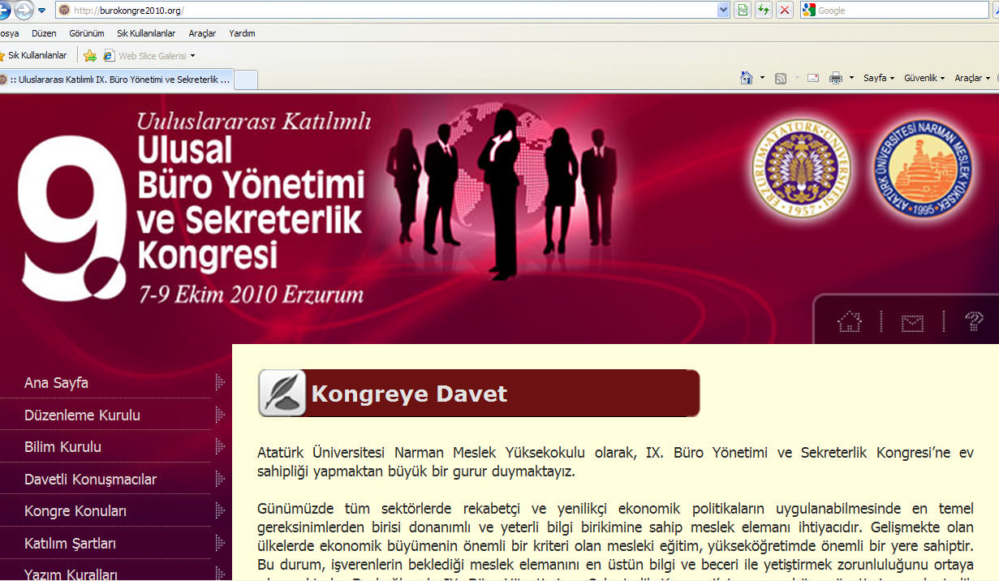 http://burokongre2010.org/
Google
osya Düzen Görünüm Sık Kullanılanlar Araçlar Yardım
Sık Kullanılanlar Web Slice Galerisi
:: Uluslararası Katılımlı IX. Büro Yönetimi ve Sekreterlik ...
Sayfa Güvenlik Araçlar
9.
Uuluslararası Katılımlı
Ulusal
Büro Yönetimi
ve Sekreterlik
Kongresi
7-9 Ekim 2010 Erzurum
ERZURUM-ATATÜRK-ÜNİVERSİTESİ
•1957•
ATATÜRK ÜNİVERSİTESİ NARMAN MESLEK YÜKSEK
•1995•
Ana Sayfa
Düzenleme Kurulu
Bilim Kurulu
Davetli Konuşmacılar
Kongre Konuları
Katılım Şartları
Yazım Kuralları
Kongreye Davet
Atatürk Üniversitesi Narman Meslek Yüksekokulu olarak, IX. Büro Yönetimi ve Sekreterlik Kongresi’ne ev
sahipliği yapmaktan büyük bir gurur duymaktayız.
Günümüzde tüm sektörlerde rekabetçi ve yenilikçi ekonomik politikaların uygulanabilmesinde en temel
gereksinimlerden birisi donanımlı ve yeterli bilgi birikimine sahip meslek elemanı ihtiyacıdır. Gelişmekte olan
ülkelerde ekonomik büyümenin önemli bir kriteri olan mesleki eğitim, yükseköğretimde önemli bir yere sahiptir.
Bu durum, işverenlerin beklediği meslek elemanını en üstün bilgi ve beceri ile yetiştirmek zorunluluğunu ortaya